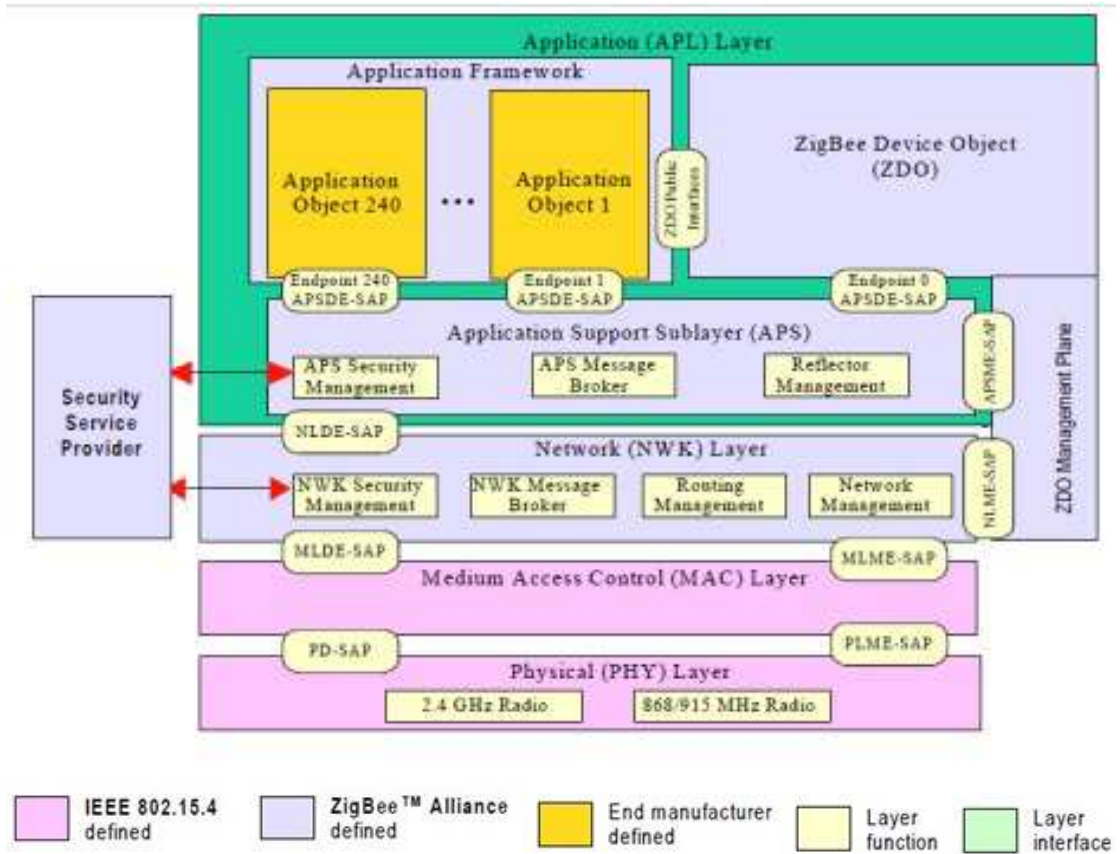 Application (APL) Layer
Application Framework
ZigBee Device Object
(ZDO)
Application
Object 240
...
Application
Object 1
ZDO Public
Interfaces
Endpoint 240
APSDE-SAP
Endpoint 1
APSDE-SAP
Endpoint 0
APSDE-SAP
Application Support Sublayer (APS)
APS Security
Management
APS Message
Broker
Reflector
Management
APSME-SAP
ZDO Management Plane
Security
Service
Provider
NLDE-SAP
Network (NWK) Layer
NWK Security
Management
NWK Message
Broker
Routing
Management
Network
Management
NLME-SAP
MLDE-SAP
MLME-SAP
Medium Access Control (MAC) Layer
PD-SAP
PLME-SAP
Physical (PHY) Layer
2.4 GHz Radio
868/915 MHz Radio
IEEE 802.15.4
defined
ZigBee™ Alliance
defined
End manufacturer
defined
Layer
function
Layer
interface